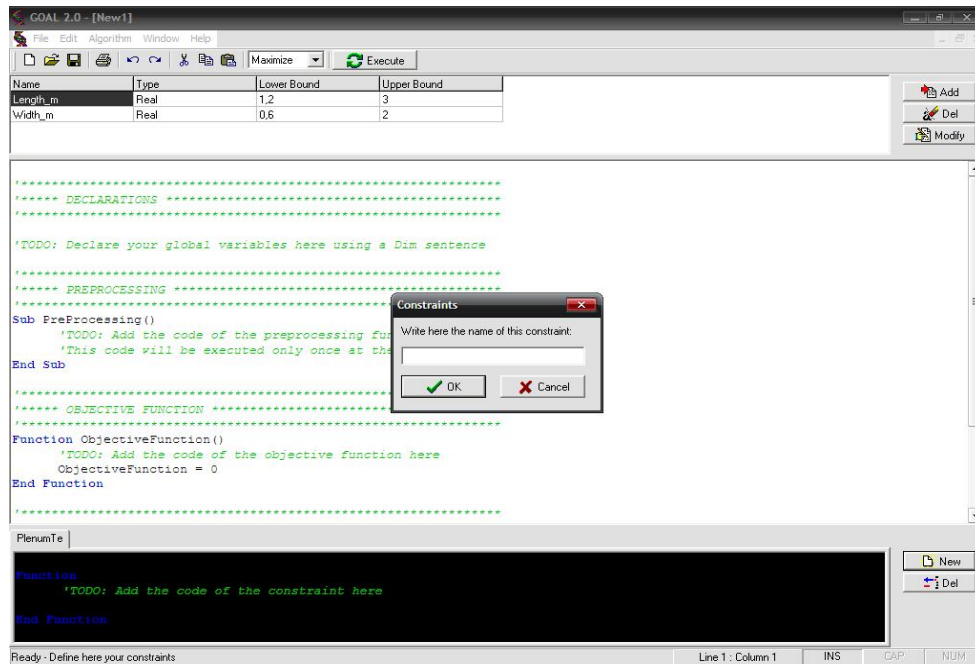 GOAL 2.0 - [New1]
File Edit Algorithm Window Help
Maximize Execute
Name Type Lower Bound Upper Bound
Length_m Real 1,2 3
Width_m Real 0,6 2
Add
Del
Modify
'***************************************************************
'***** DECLARATIONS ********************************************
'***************************************************************
'TODO: Declare your global variables here using a Dim sentence
'***************************************************************
'***** PREPROCESSING *******************************************
'***************************************************************
Sub PreProcessing()
'TODO: Add the code of the preprocessing fu
'This code will be executed only once at the
End Sub
Constraints
Write here the name of this constraint:
OK Cancel
'***************************************************************
'***** OBJECTIVE FUNCTION **************************************
'***************************************************************
Function ObjectiveFunction()
'TODO: Add the code of the objective function here
ObjectiveFunction = 0
End Function
'***************************************************************
PlenumTe
Function
'TODO: Add the code of the constraint here
End Function
New
Del
Ready - Define here your constraints Line 1 : Column 1 INS CAP NUM